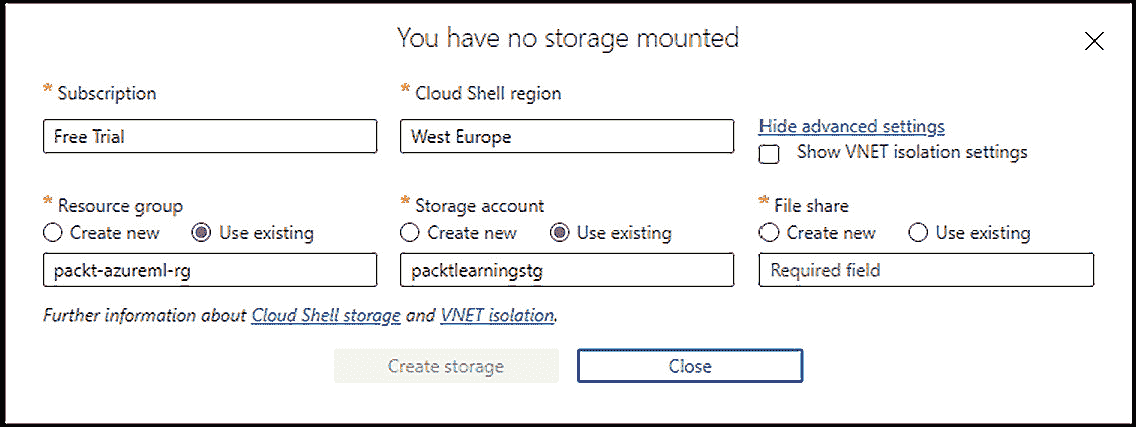 You have no storage mounted
* Subscription
* Cloud Shell region
Free Trial
West Europe
Hide advanced settings
Show VNET isolation settings
* Resource group
* Storage account
* File share
Create new Use existing
Create new Use existing
Create new Use existing
packt-azureml-rg
packtlearningstg
Required field
Further information about Cloud Shell storage and VNET isolation.
Create storage
Close